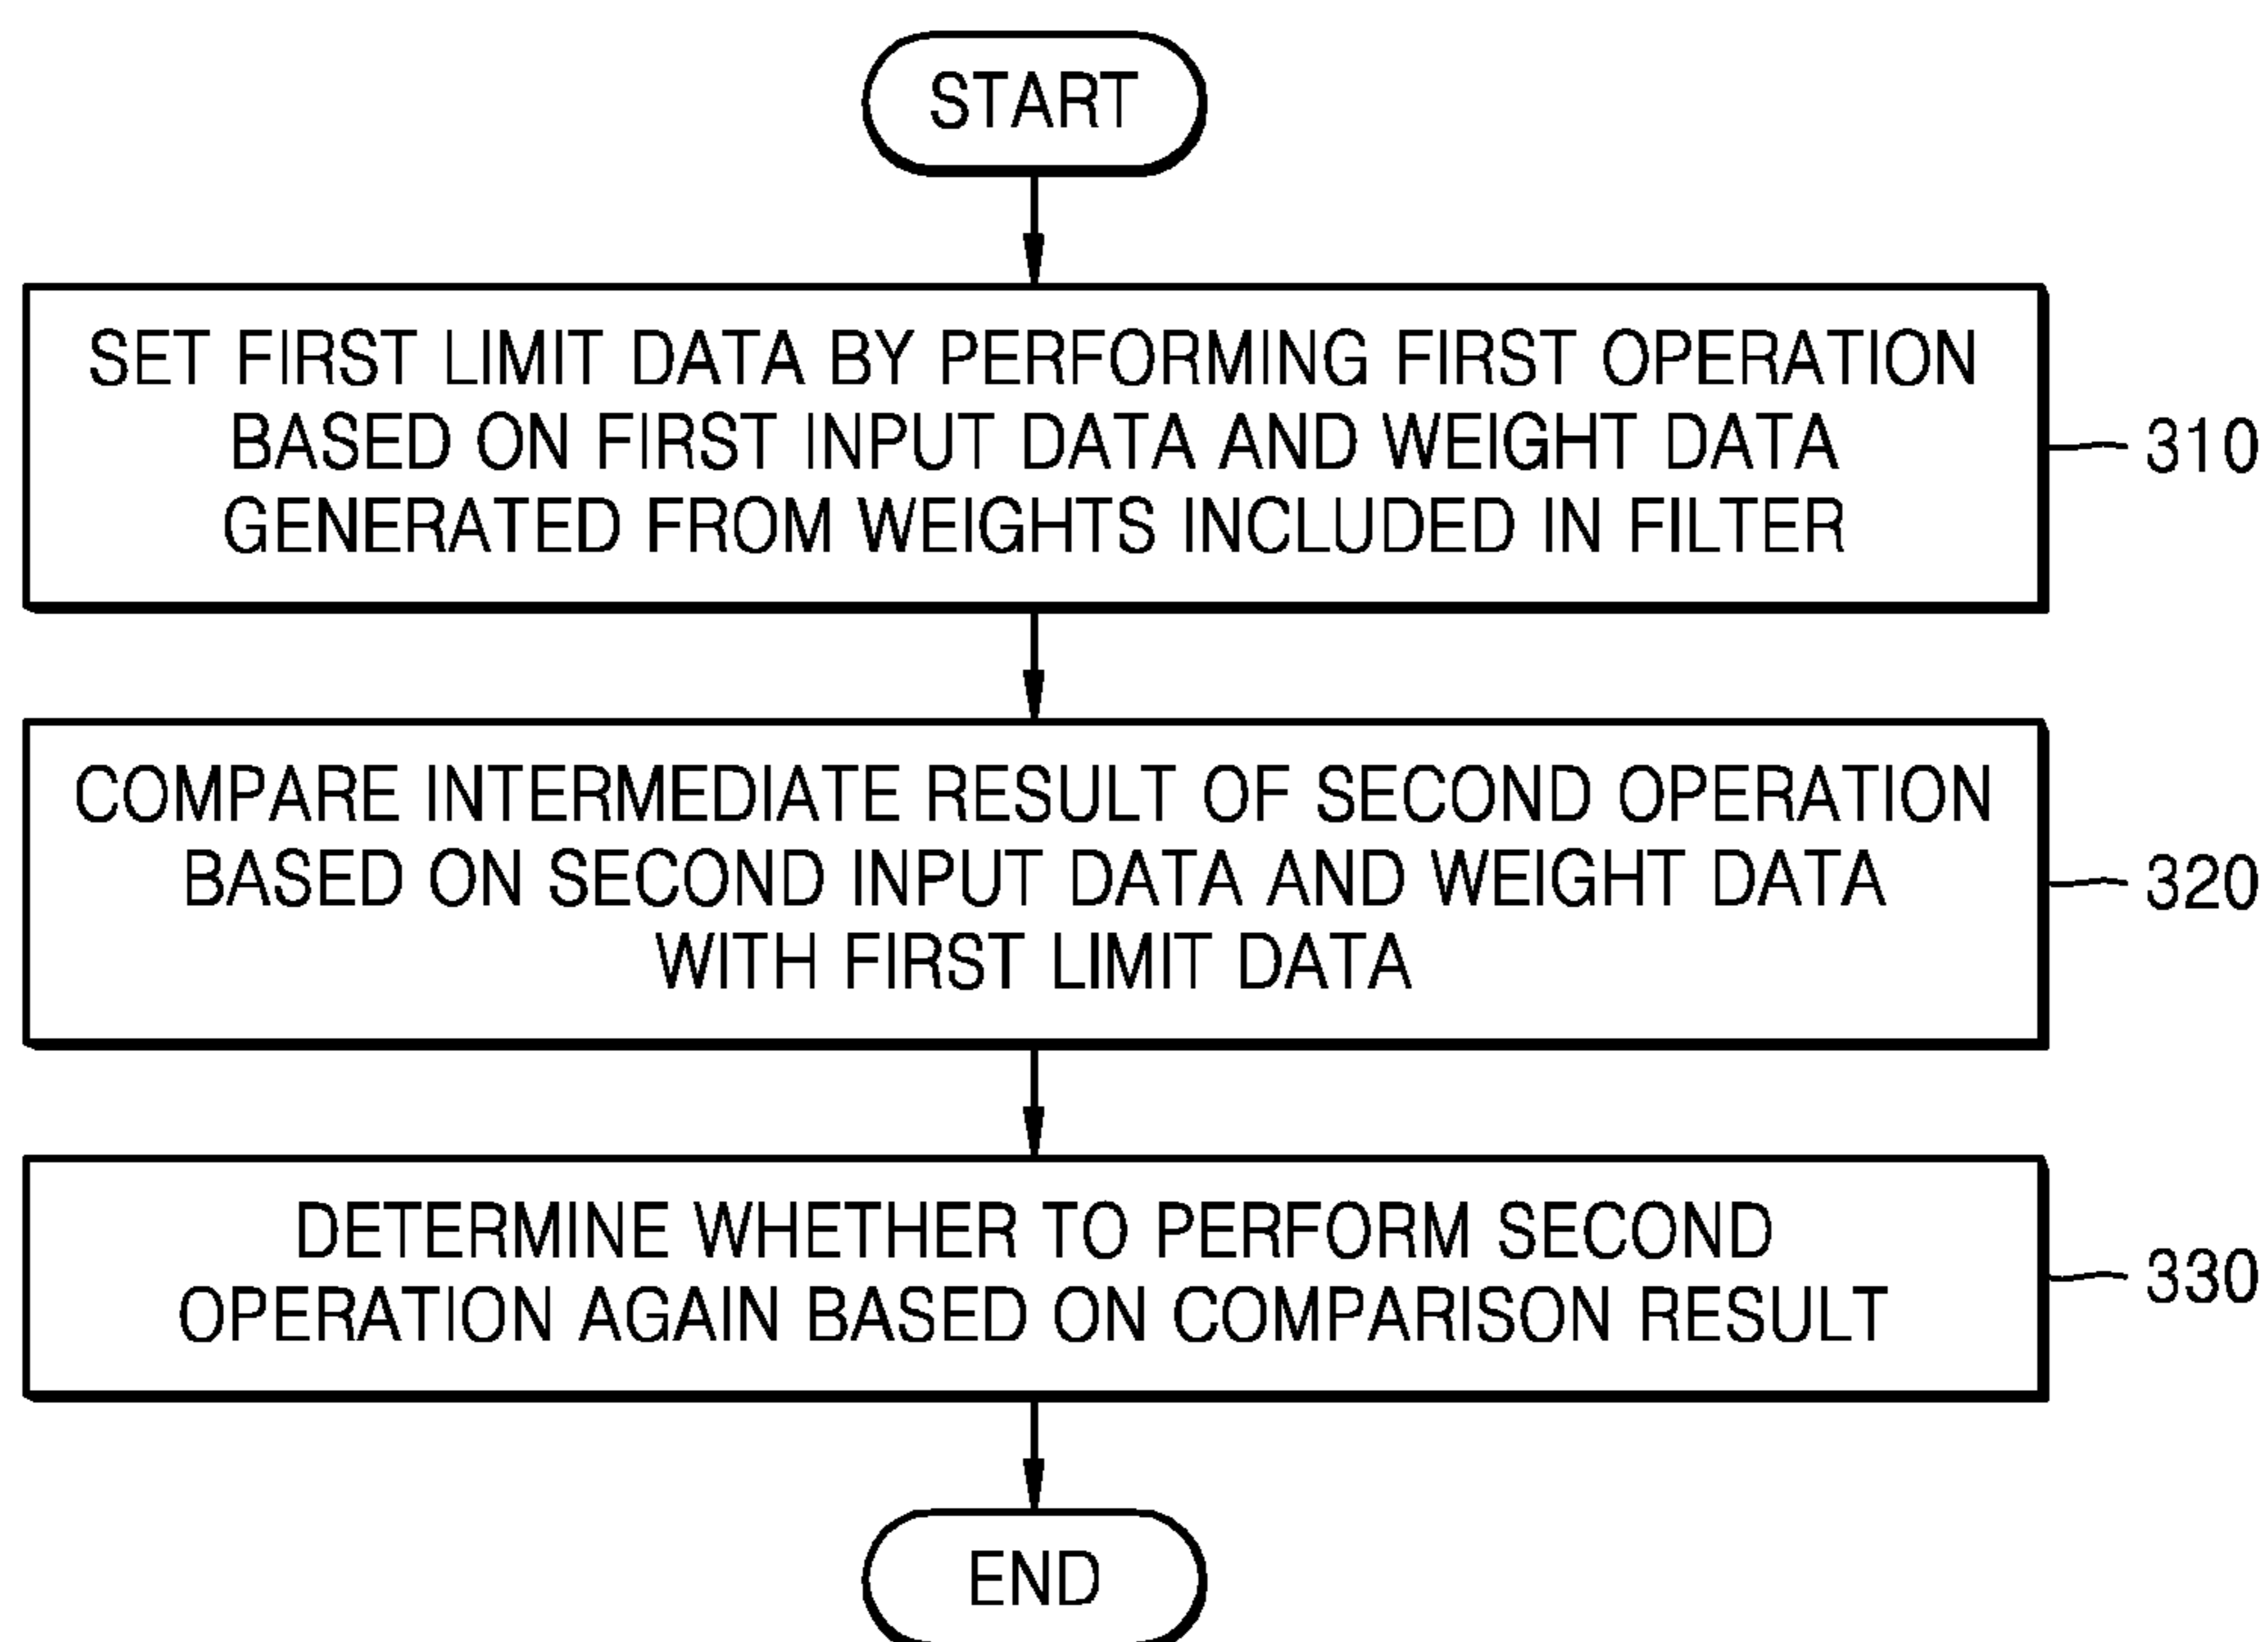 START
SET FIRST LIMIT DATA BY PERFORMING FIRST OPERATION
BASED ON FIRST INPUT DATA AND WEIGHT DATA
GENERATED FROM WEIGHTS INCLUDED IN FILTER
310
COMPARE INTERMEDIATE RESULT OF SECOND OPERATION
BASED ON SECOND INPUT DATA AND WEIGHT DATA
WITH FIRST LIMIT DATA
320
DETERMINE WHETHER TO PERFORM SECOND
OPERATION AGAIN BASED ON COMPARISON RESULT
330
END